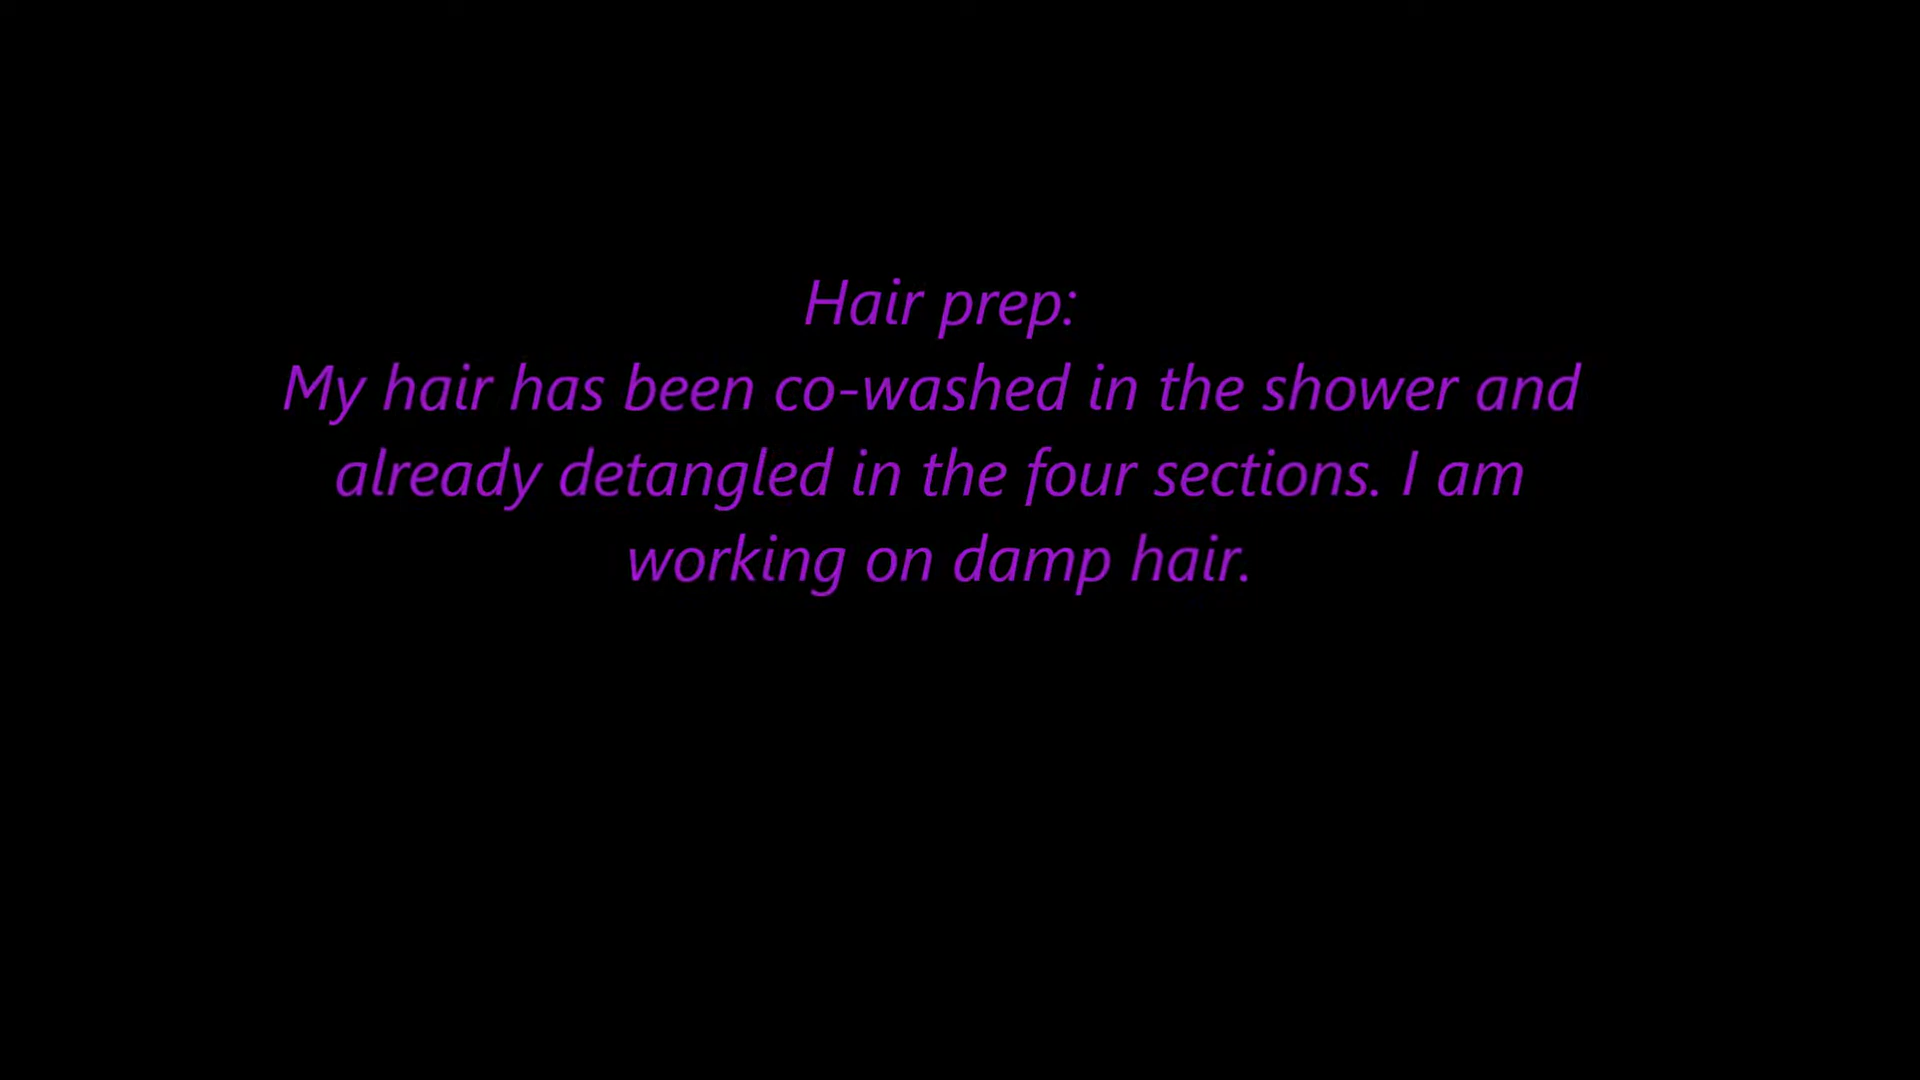 Hair prep:
My hair has been co-washed in the shower and
already detangled in the four sections. I am
working on damp hair.